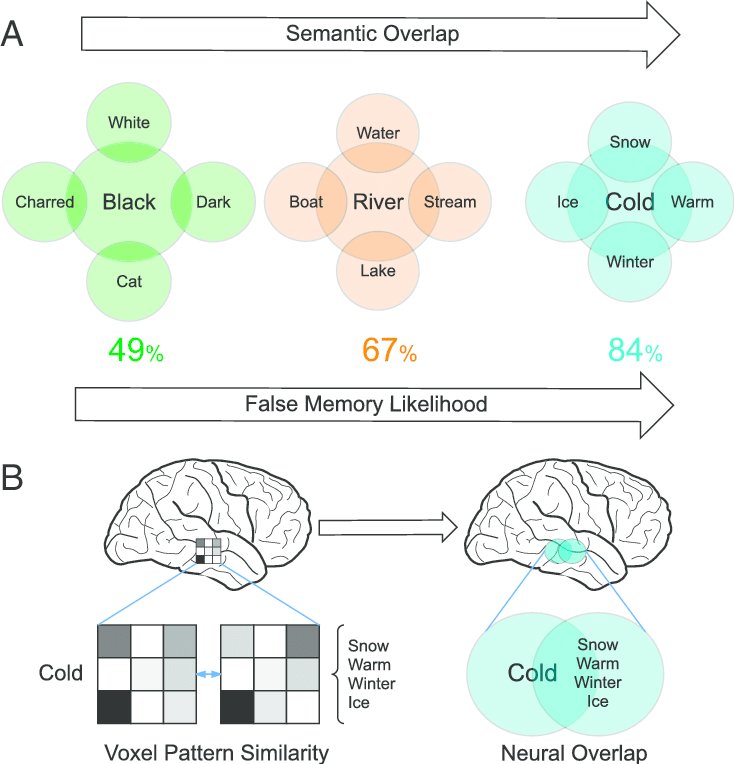 A
Semantic Overlap
White
Charred
Black
Dark
Cat
Water
Boat
River
Stream
Lake
Snow
Ice
Cold
Warm
Winter
49%
67%
84%
False Memory Likelihood
B
Cold
Snow
Warm
Winter
Ice
Cold
Snow
Warm
Winter
Ice
Voxel Pattern Similarity
Neural Overlap